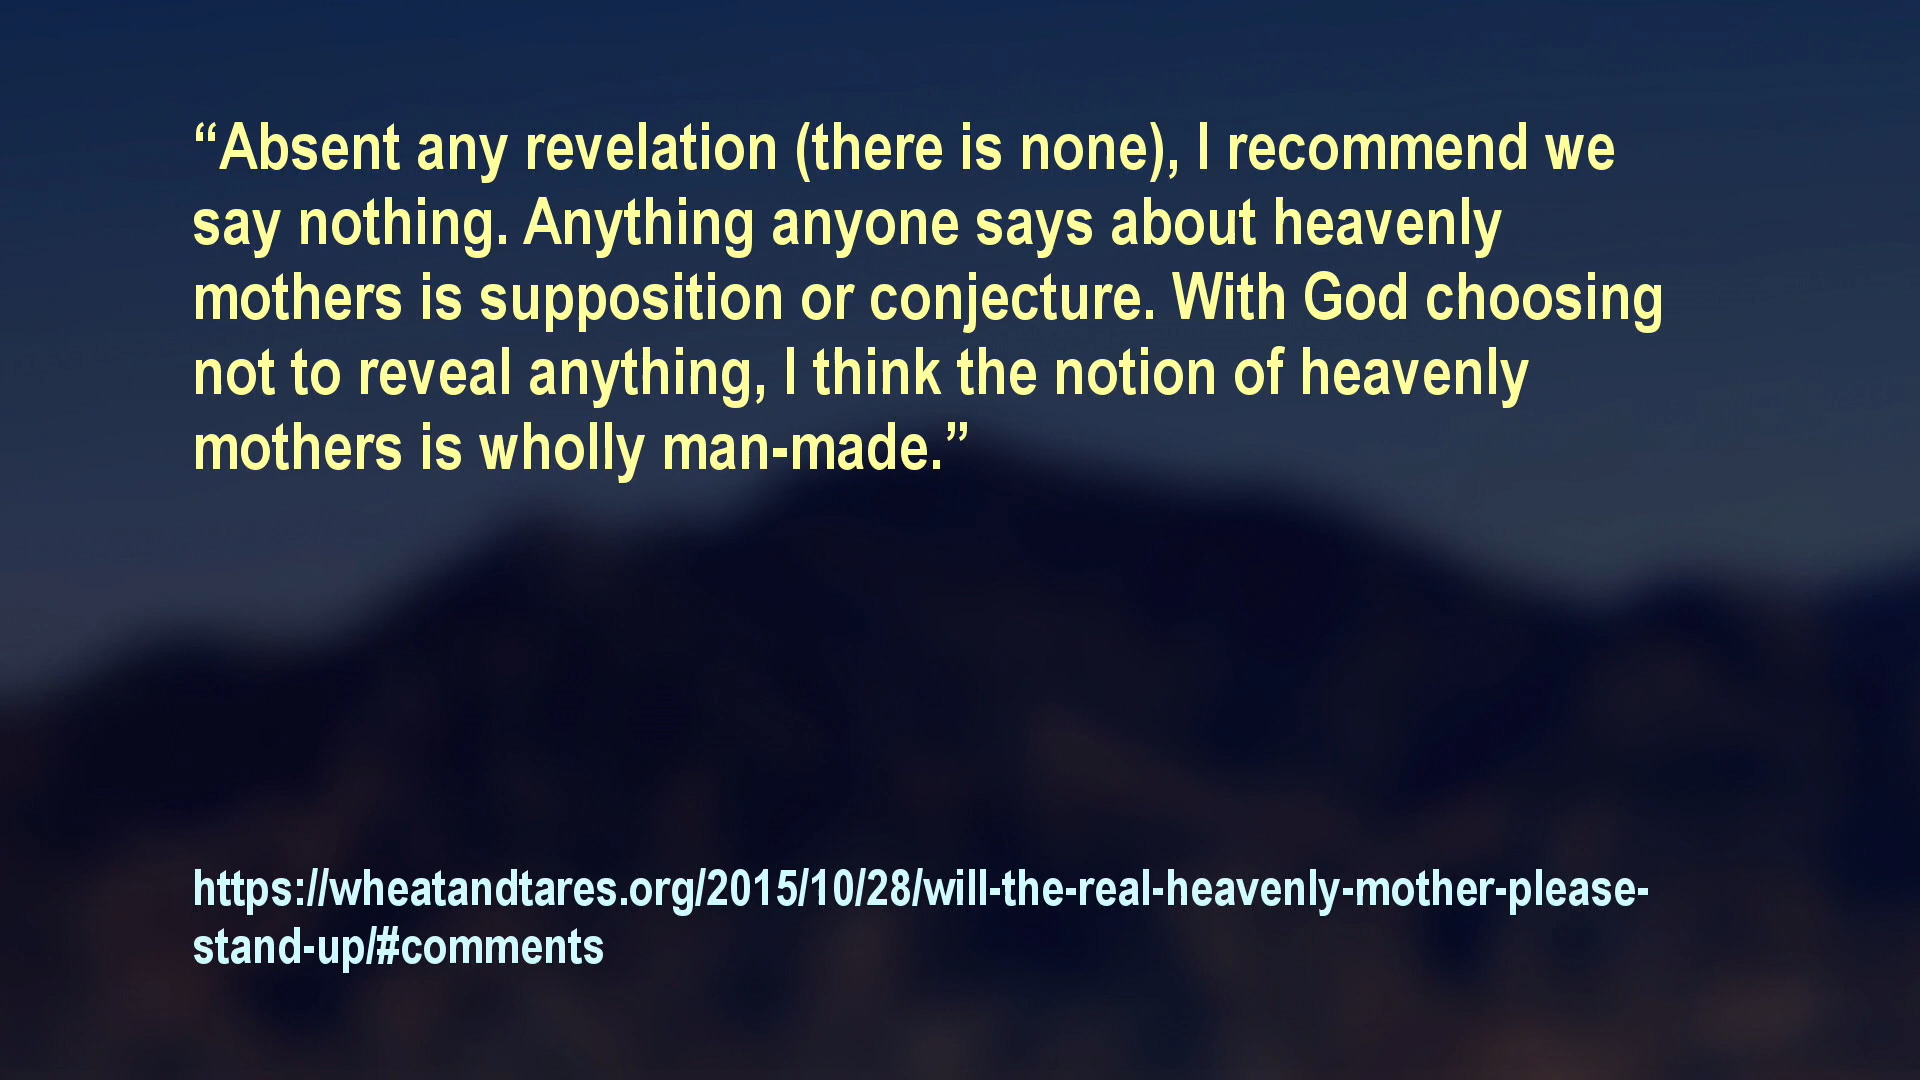 “Absent any revelation (there is none), I recommend we
say nothing. Anything anyone says about heavenly
mothers is supposition or conjecture. With God choosing
not to reveal anything, I think the notion of heavenly
mothers is wholly man-made.”
https://wheatandtares.org/2015/10/28/will-the-real-heavenly-mother-please-
stand-up/#comments